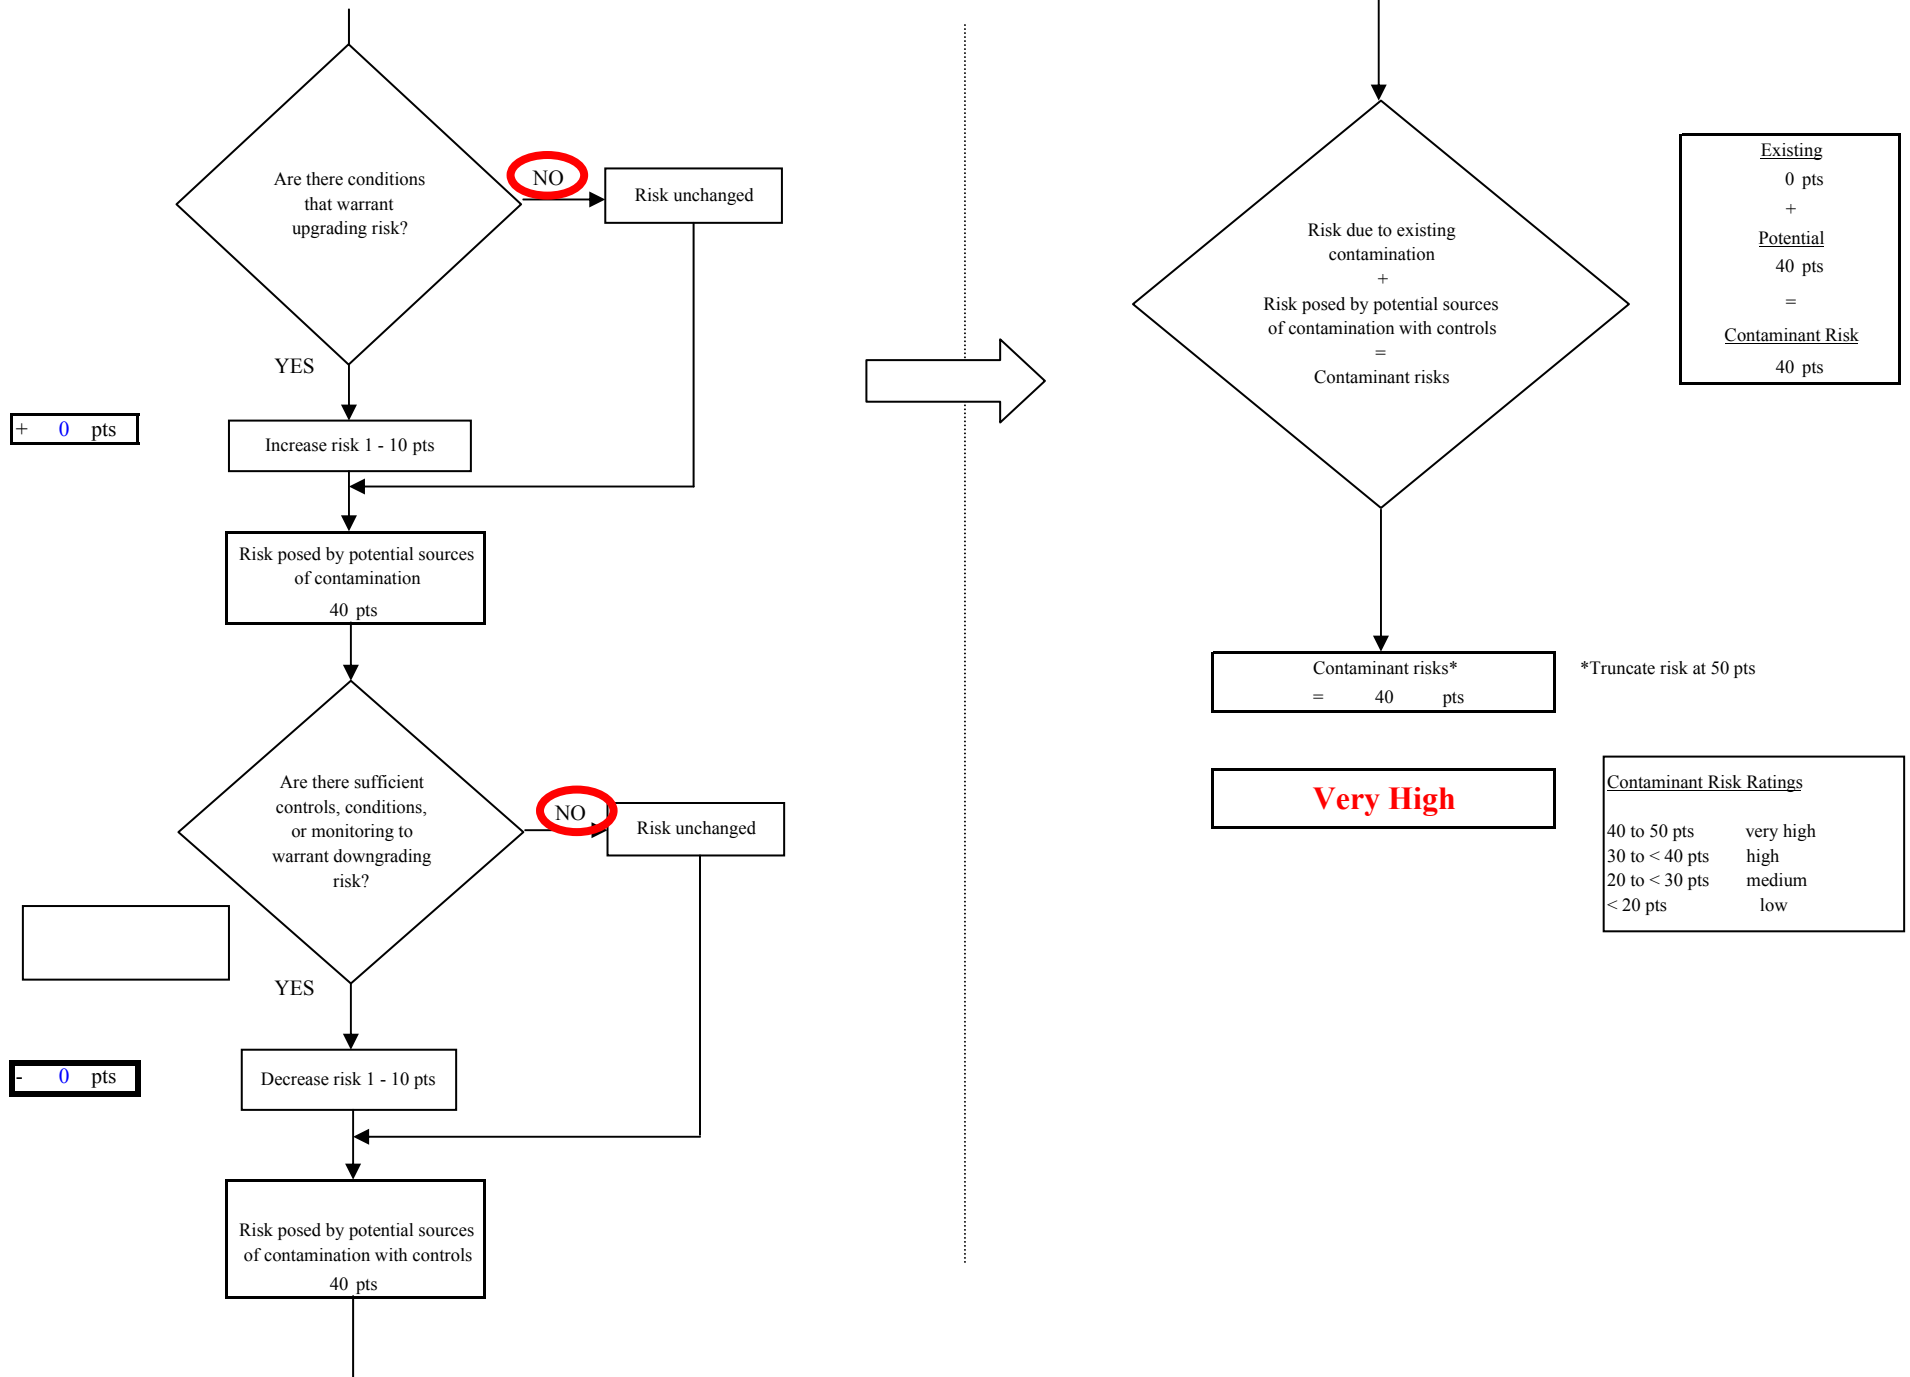 Are there conditions
that warrant
upgrading risk?
NO
Risk unchanged
YES
+ 0 pts
Increase risk 1 - 10 pts
Risk posed by potential sources
of contamination
40 pts
Are there sufficient
controls, conditions,
or monitoring to
warrant downgrading
risk?
NO
Risk unchanged
YES
- 0 pts
Decrease risk 1 - 10 pts
Risk posed by potential sources
of contamination with controls
40 pts
Risk due to existing
contamination
+
Risk posed by potential sources
of contamination with controls
=
Contaminant risks
Existing
0 pts
+
Potential
40 pts
=
Contaminant Risk
40 pts
Contaminant risks*
= 40 pts
*Truncate risk at 50 pts
Very High
Contaminant Risk Ratings
40 to 50 pts very high
30 to < 40 pts high
20 to < 30 pts medium
< 20 pts low